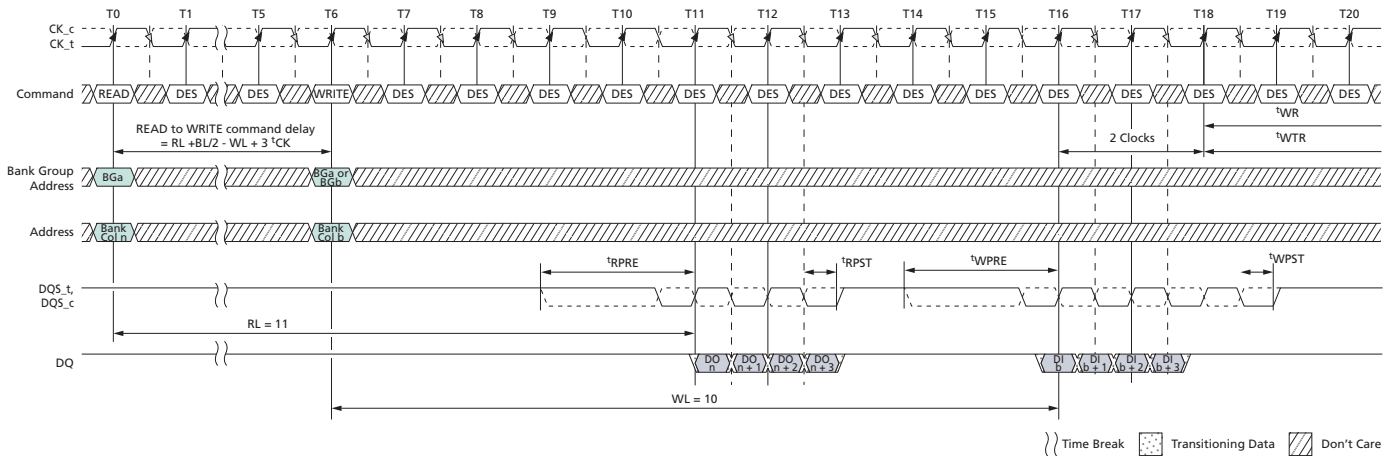 T0 T1 T5 T6 T7 T8 T9 T10 T11 T12 T13 T14 T15 T16 T17 T18 T19 T20
CK_c
CK_t
Command READ DES DES WRITE DES DES DES DES DES DES DES DES DES DES DES DES DES DES
tWR
READ to WRITE command delay
= RL +BL/2 - WL + 3 tCK
2 Clocks
tWTR
Bank Group
Address
BGa
BGa or
BGb
Address
Bank
Col n
Bank
Col b
tRPRE tRPST tWPRE tWPST
DQS_t,
DQS_c
RL = 11
DQ
DO
n
DO
n + 1
DO
n + 2
DO
n + 3
DI
b
DI
b + 1
DI
b + 2
DI
b + 3
WL = 10
Time Break Transitioning Data Don't Care